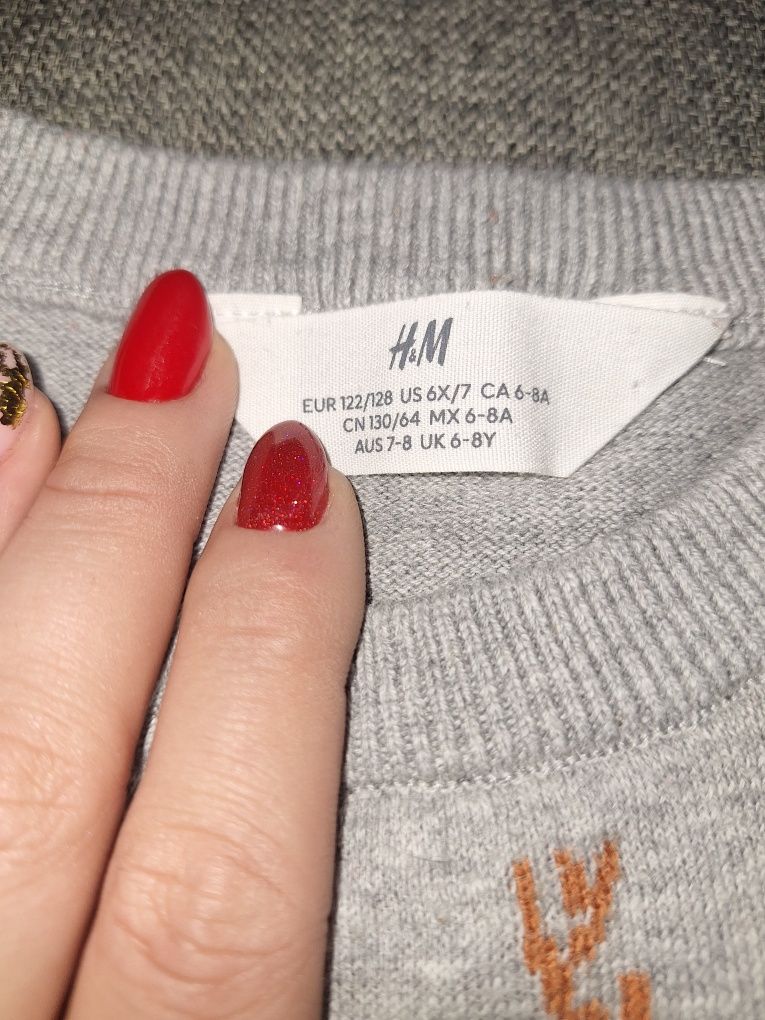 H&M
EUR 122/128 US 6X/7 CA 6-8A
CN 130/64 MX 6-8A
AUS 7-8 UK 6-8Y